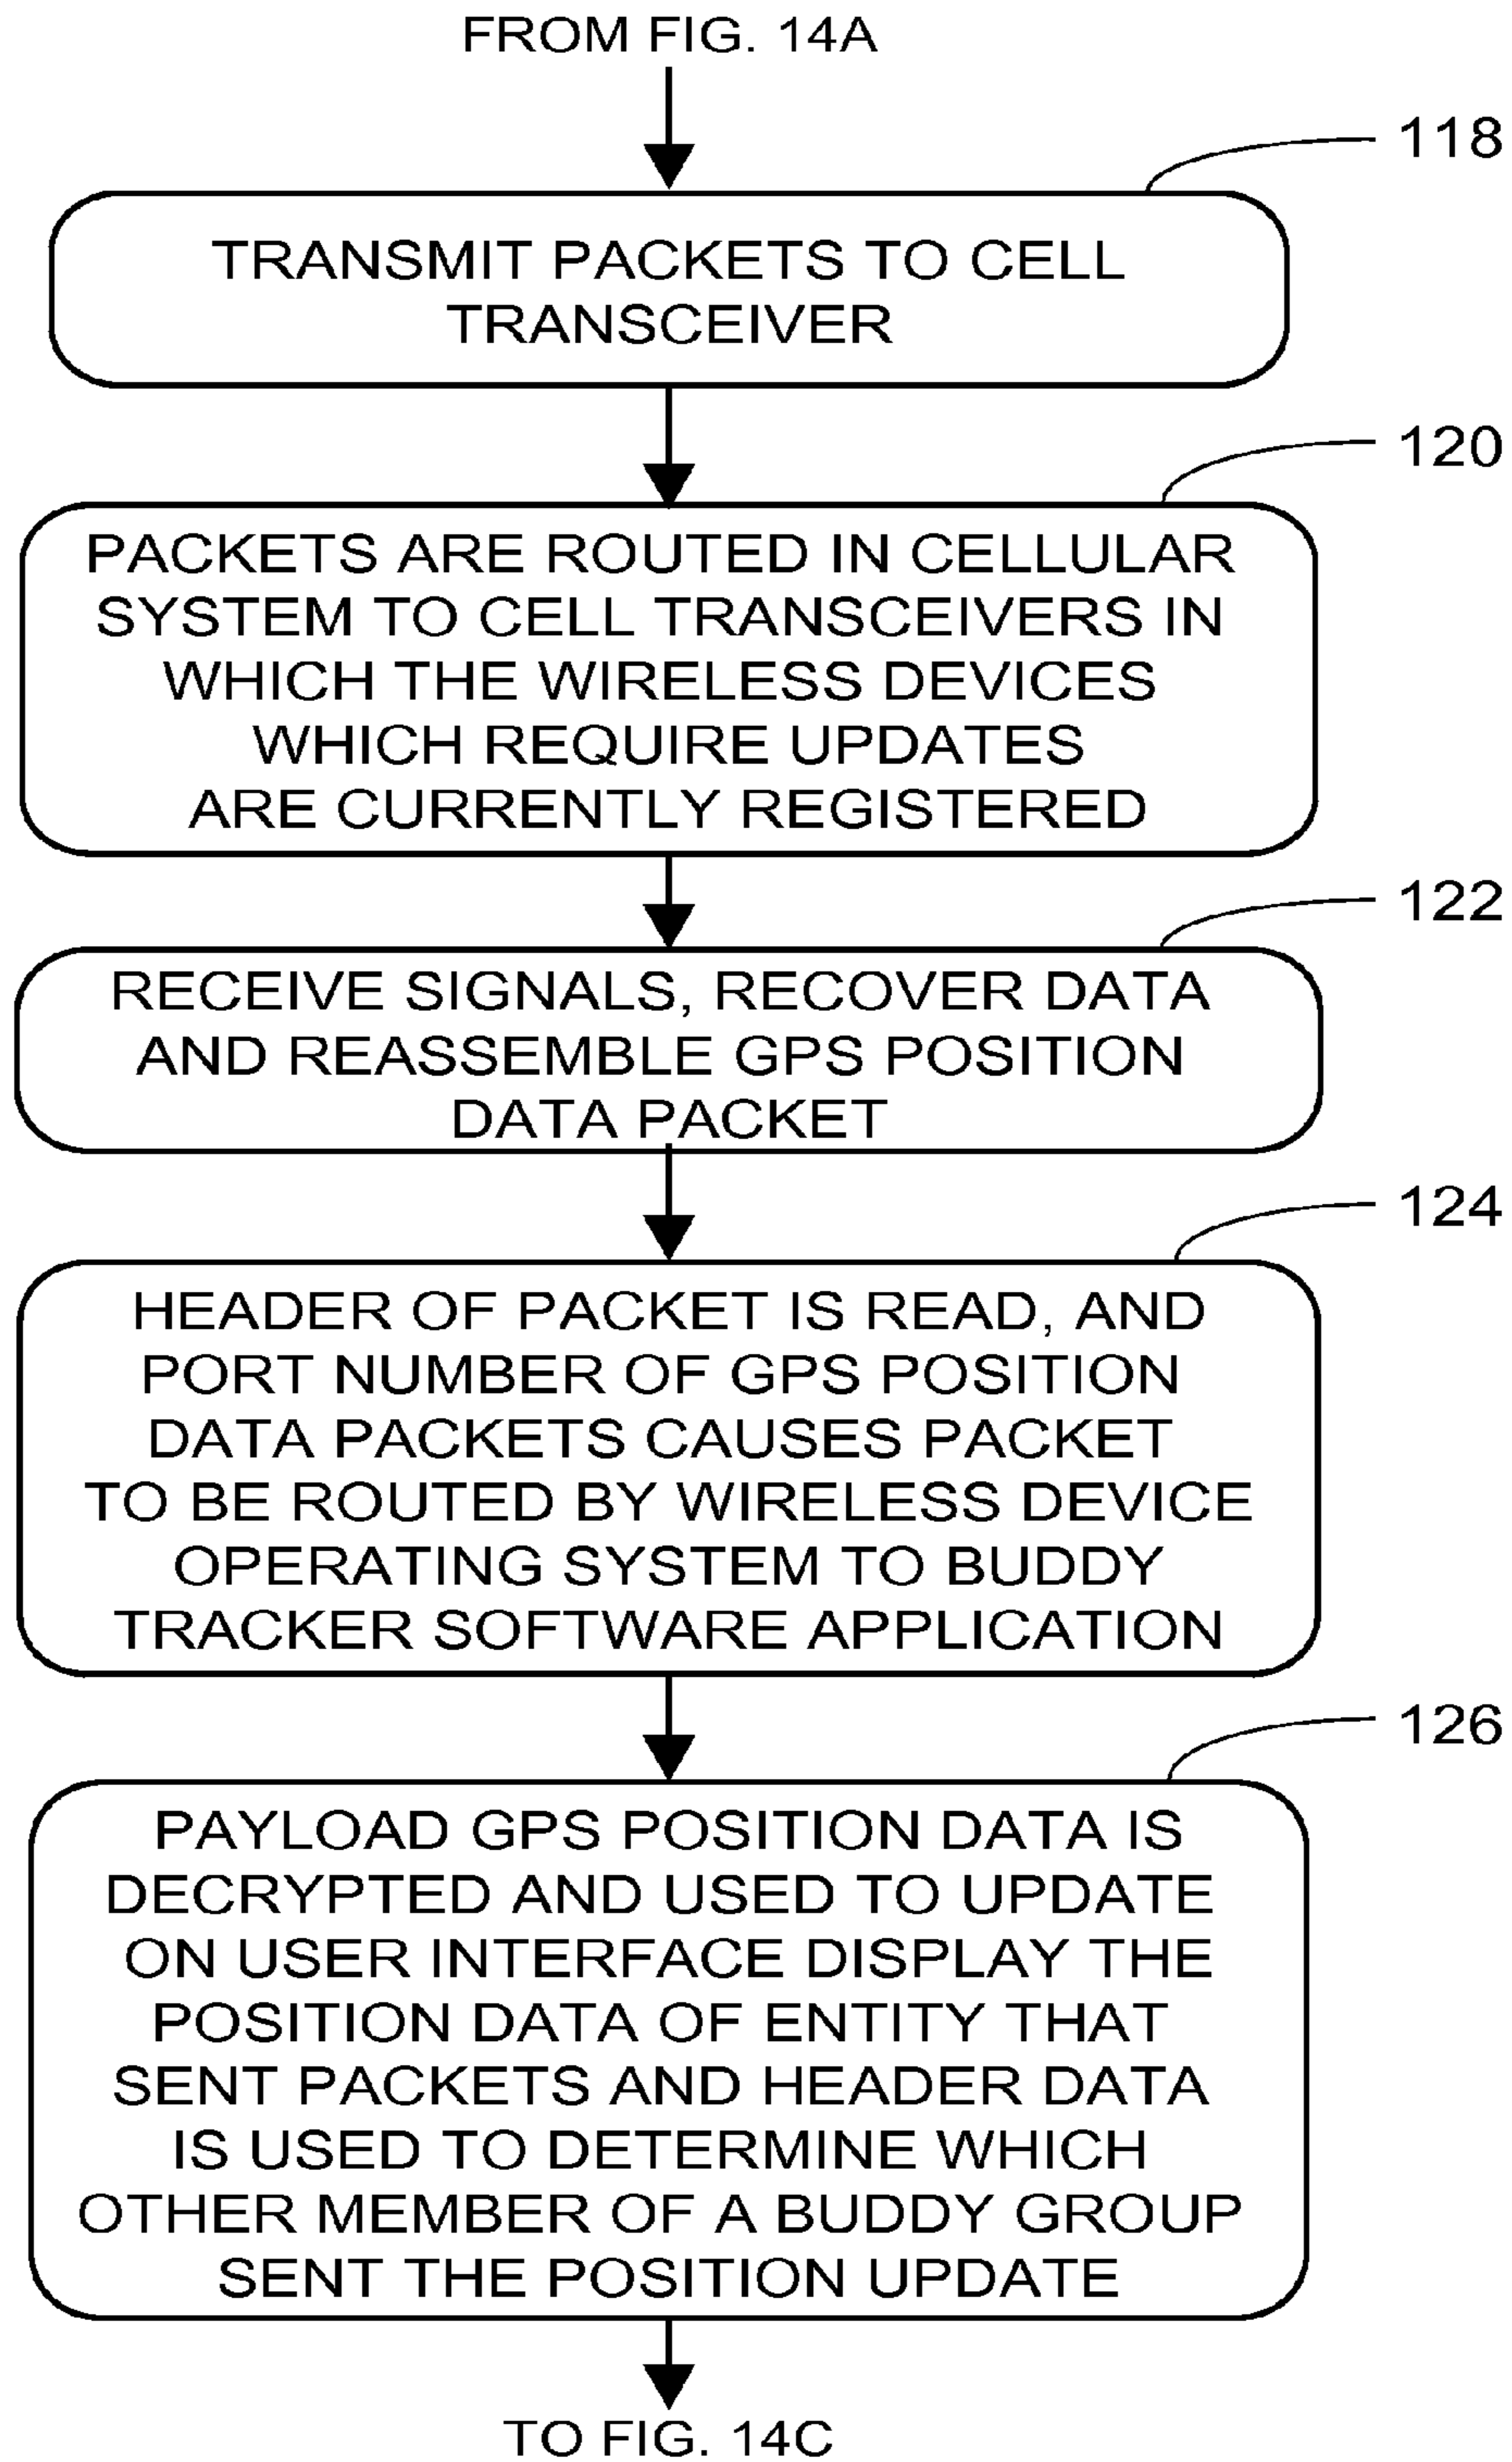 FROM FIG. 14A
118
TRANSMIT PACKETS TO CELL
TRANSCEIVER
120
PACKETS ARE ROUTED IN CELLULAR
SYSTEM TO CELL TRANSCEIVERS IN
WHICH THE WIRELESS DEVICES
WHICH REQUIRE UPDATES
ARE CURRENTLY REGISTERED
122
RECEIVE SIGNALS, RECOVER DATA
AND REASSEMBLE GPS POSITION
DATA PACKET
124
HEADER OF PACKET IS READ, AND
PORT NUMBER OF GPS POSITION
DATA PACKETS CAUSES PACKET
TO BE ROUTED BY WIRELESS DEVICE
OPERATING SYSTEM TO BUDDY
TRACKER SOFTWARE APPLICATION
126
PAYLOAD GPS POSITION DATA IS
DECRYPTED AND USED TO UPDATE
ON USER INTERFACE DISPLAY THE
POSITION DATA OF ENTITY THAT
SENT PACKETS AND HEADER DATA
IS USED TO DETERMINE WHICH
OTHER MEMBER OF A BUDDY GROUP
SENT THE POSITION UPDATE
TO FIG. 14C